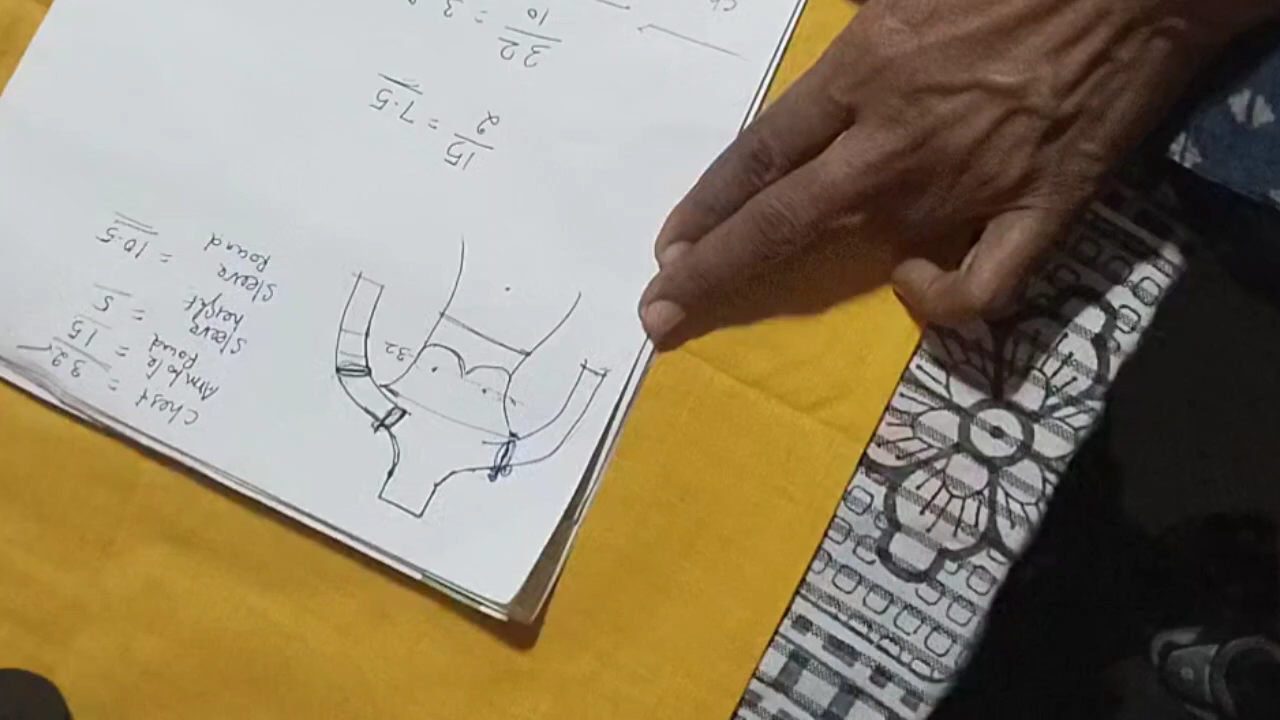 Chest = 32
Armhole Round = 15
Sleeve height = 5
Sleeve Round = 10.5
32
15/2 = 7.5
32/10 = 3